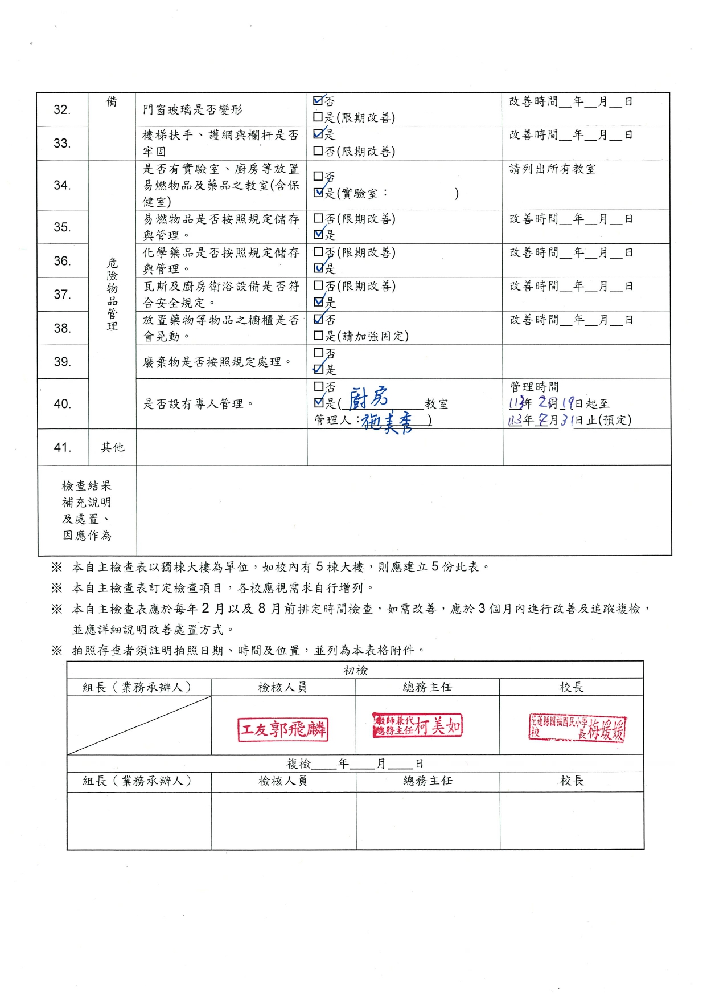 32.
備
門窗玻璃是否變形
☑否
□是(限期改善)
改善時間__年__月__日
33.
樓梯扶手、護網與欄杆是否
牢固
☑是
□否(限期改善)
改善時間__年__月__日
34.
危險物品管理
是否有實驗室、廚房等放置
易燃物品及藥品之教室(含保
健室)
□否
☑是(實驗室： )
請列出所有教室
35.
易燃物品是否按照規定儲存
與管理。
□否(限期改善)
☑是
改善時間__年__月__日
36.
化學藥品是否按照規定儲存
與管理。
□否(限期改善)
☑是
改善時間__年__月__日
37.
瓦斯及廚房衛浴設備是否符
合安全規定。
□否(限期改善)
☑是
改善時間__年__月__日
38.
放置藥物等物品之櫥櫃是否
會晃動。
☑否
□是(請加強固定)
改善時間__年__月__日
39.
廢棄物是否按照規定處理。
□否
☑是
40.
是否設有專人管理。
□否
☑是(廚房教室
管理人：施美秀)
管理時間
113年2月19日起至
113年7月31日止(預定)
41.
其他
檢查結果
補充說明
及處置、
因應作為
※ 本自主檢查表以獨棟大樓為單位，如校內有5棟大樓，則應建立5份此表。
※ 本自主檢查表訂定檢查項目，各校應視需求自行增列。
※ 本自主檢查表應於每年2月以及8月前排定時間檢查，如需改善，應於3個月內進行改善及追蹤複檢，
並應詳細說明改善處置方式。
※ 拍照存查者須註明拍照日期、時間及位置，並列為本表格附件。
初檢
組長（業務承辦人） 檢核人員 總務主任 校長
工友郭飛麟
教師兼代
總務主任柯美如
花蓮縣國福國民小學
校長梅媛媛
複檢____年____月____日
組長（業務承辦人） 檢核人員 總務主任 校長